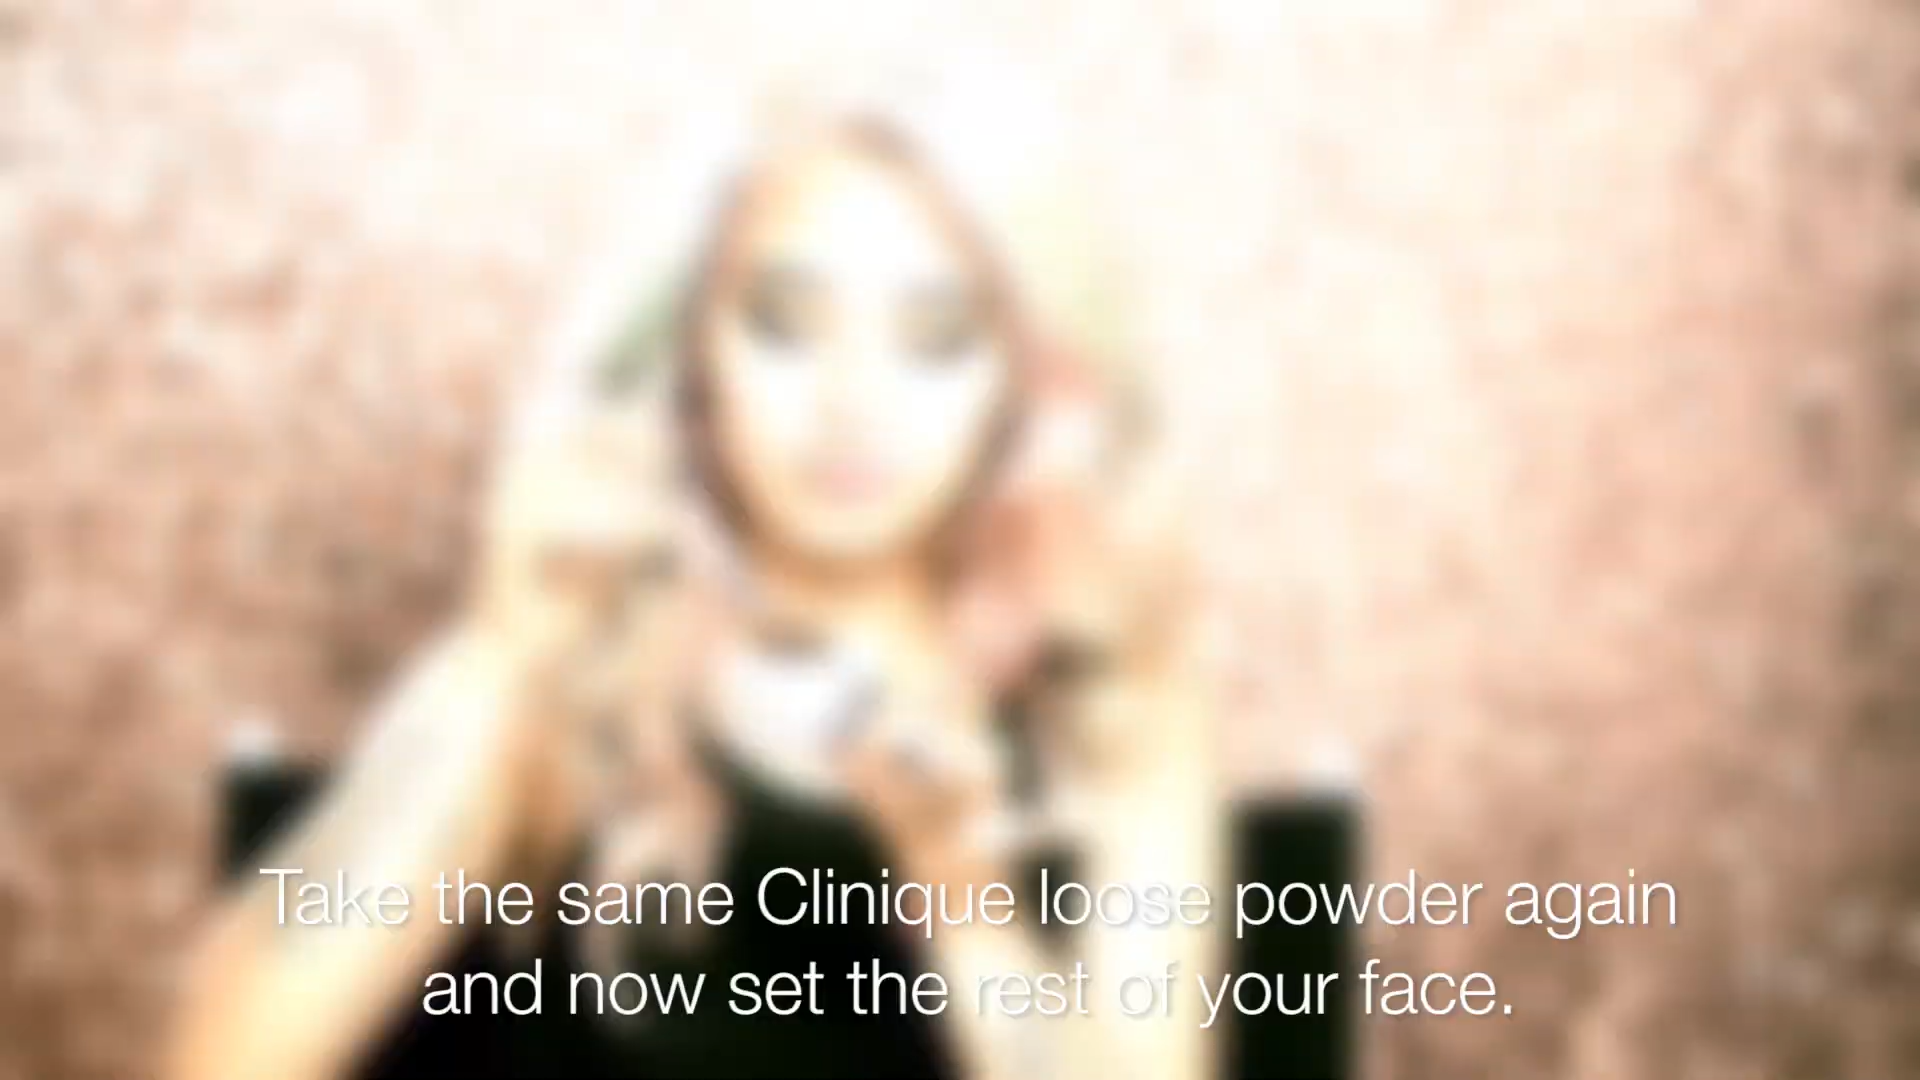 Take the same Clinique loose powder again
and now set the rest of your face.